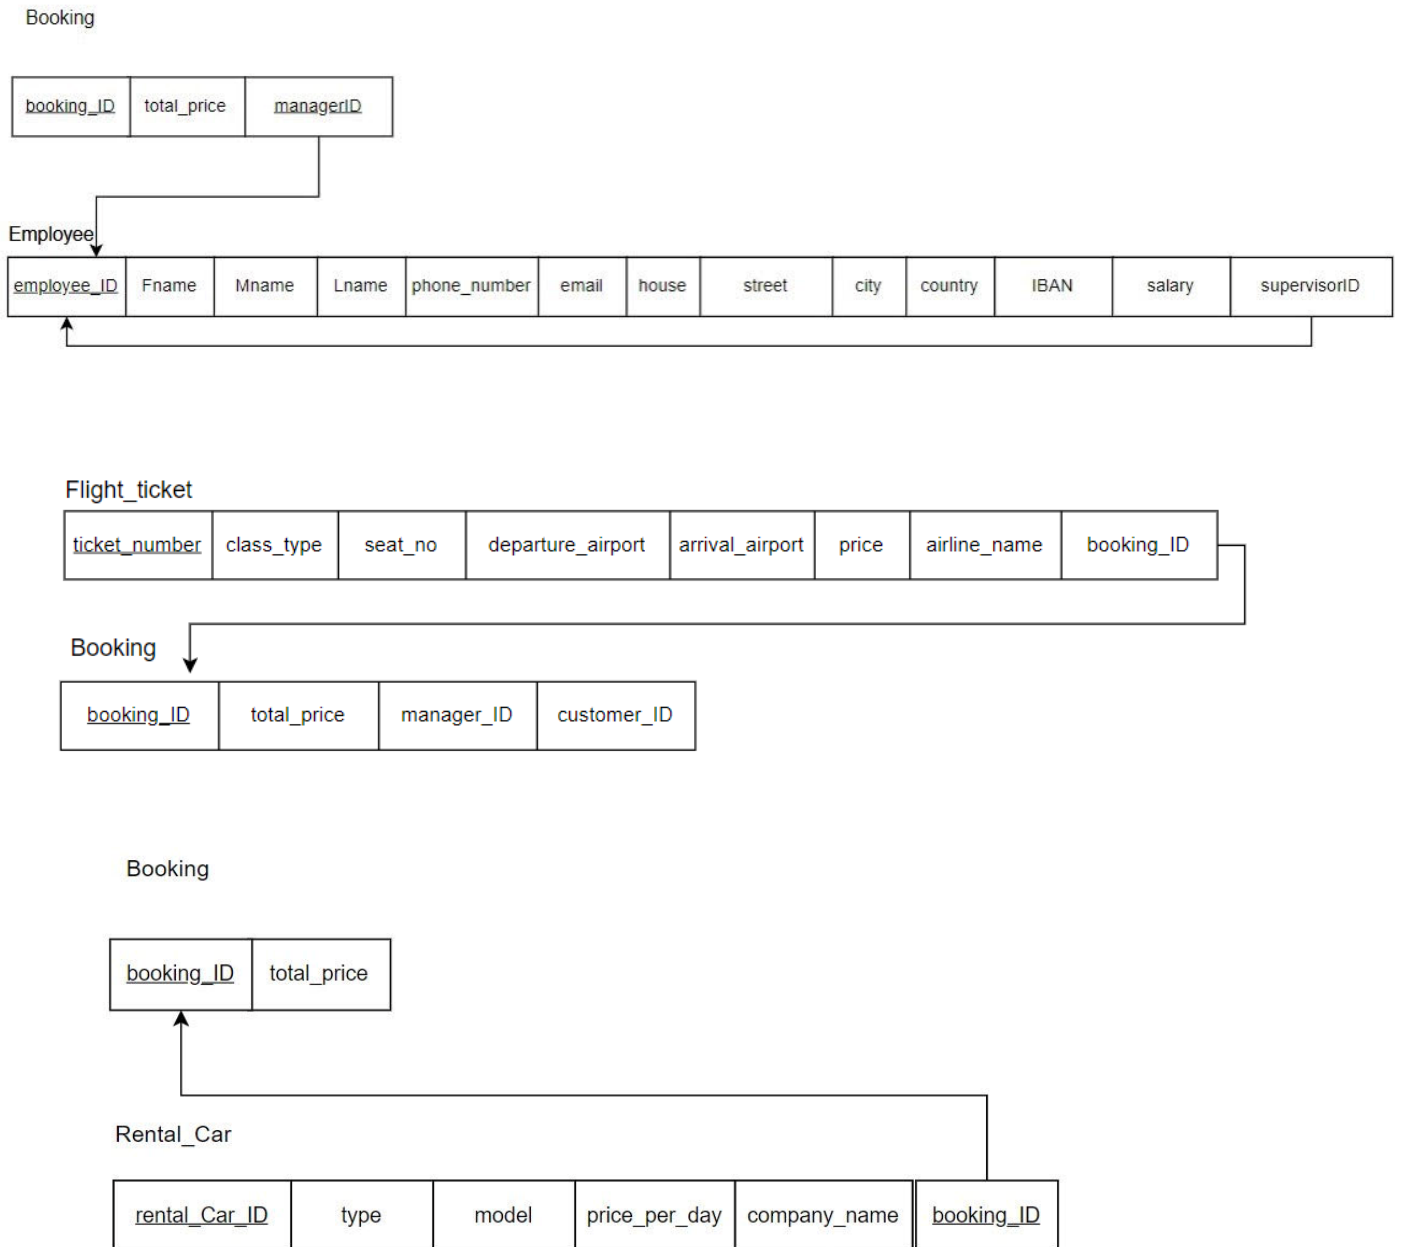 Booking
booking_ID total_price managerID
Employee
employee_ID Fname Mname Lname phone_number email house street city country IBAN salary supervisorID
Flight_ticket
ticket_number class_type seat_no departure_airport arrival_airport price airline_name booking_ID
Booking
booking_ID total_price manager_ID customer_ID
Booking
booking_ID total_price
Rental_Car
rental_Car_ID type model price_per_day company_name booking_ID